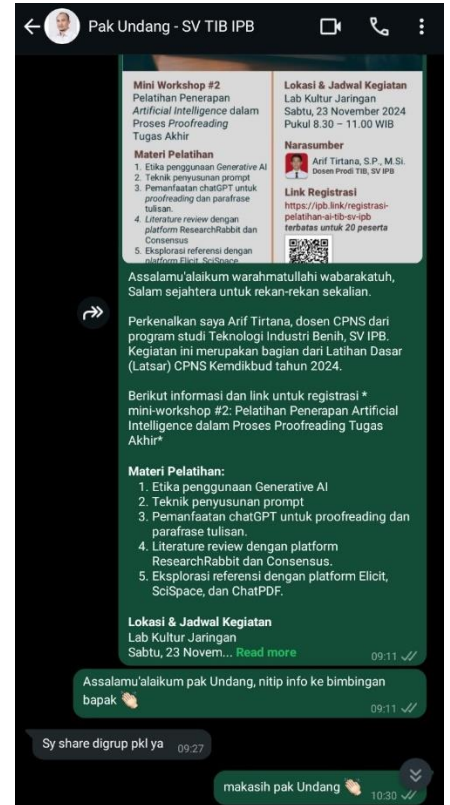 Pak Undang - SV TIB IPB
Mini Workshop #2
Pelatihan Penerapan
Artificial Intelligence dalam
Proses Proofreading
Tugas Akhir
Materi Pelatihan
1. Etika penggunaan Generative AI
2. Teknik penyusunan prompt
3. Pemanfaatan chatGPT untuk
proofreading dan parafrase
tulisan.
4. Literature review dengan
platform ResearchRabbit dan
Consensus
5. Eksplorasi referensi dengan
platform Elicit, SciSpace
Lokasi & Jadwal Kegiatan
Lab Kultur Jaringan
Sabtu, 23 November 2024
Pukul 8.30 – 11.00 WIB
Narasumber
Arif Tirtana, S.P., M.Si.
Dosen Prodi TIB, SV IPB
Link Registrasi
https://ipb.link/registrasi-
pelatihan-ai-tib-sv-ipb
terbatas untuk 20 peserta
Assalamu'alaikum warahmatullahi wabarakatuh,
Salam sejahtera untuk rekan-rekan sekalian.
Perkenalkan saya Arif Tirtana, dosen CPNS dari
program studi Teknologi Industri Benih, SV IPB.
Kegiatan ini merupakan bagian dari Latihan Dasar
(Latsar) CPNS Kemdikbud tahun 2024.
Berikut informasi dan link untuk registrasi *
mini-workshop #2: Pelatihan Penerapan Artificial
Intelligence dalam Proses Proofreading Tugas
Akhir*
Materi Pelatihan:
1. Etika penggunaan Generative AI
2. Teknik penyusunan prompt
3. Pemanfaatan chatGPT untuk proofreading dan
parafrase tulisan.
4. Literature review dengan platform
ResearchRabbit dan Consensus.
5. Eksplorasi referensi dengan platform Elicit,
SciSpace, dan ChatPDF.
Lokasi & Jadwal Kegiatan
Lab Kultur Jaringan
Sabtu, 23 Novem... Read more
09:11
Assalamu'alaikum pak Undang, nitip info ke bimbingan
bapak 👏🏻
09:11
Sy share digrup pkl ya 09:27
makasih pak Undang 👏🏻 10:30